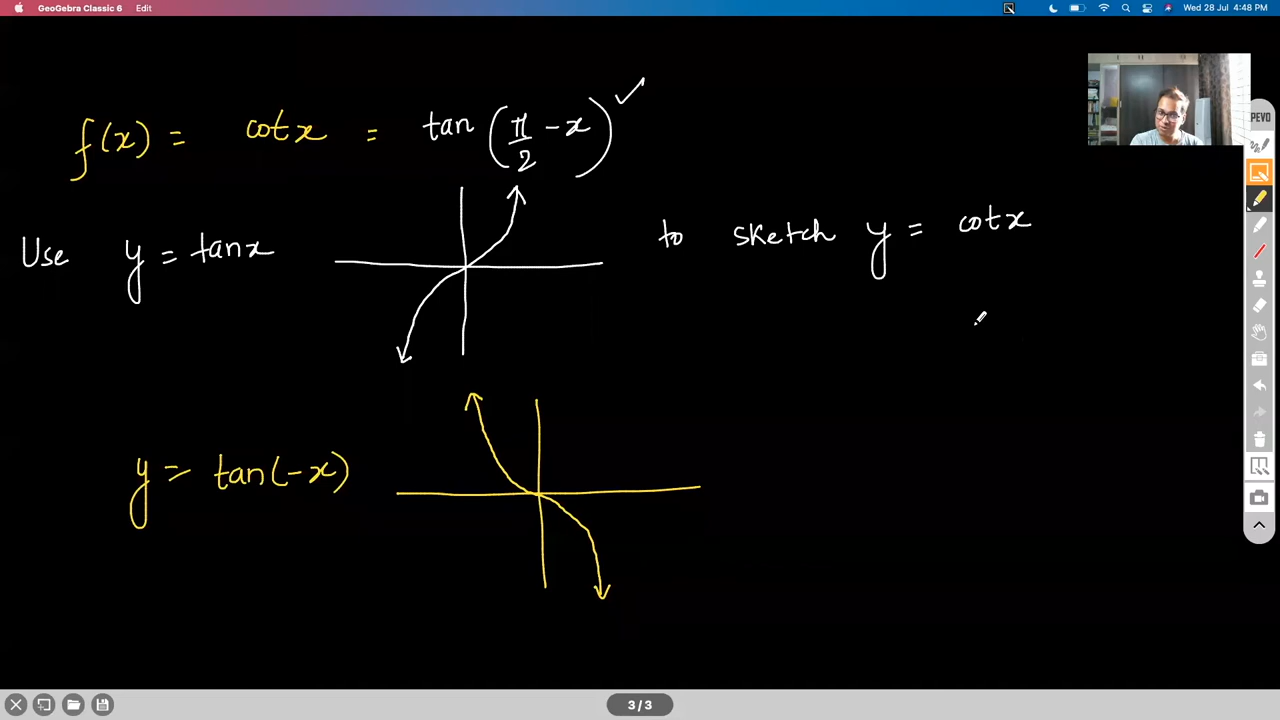 GeoGebra Classic 6 Edit Wed 28 Jul 4:48 PM
f(x) = cot x = tan (π/2 - x) ✓
PEVO
Use y = tan x to sketch y = cot x
y = tan(-x)
3 / 3